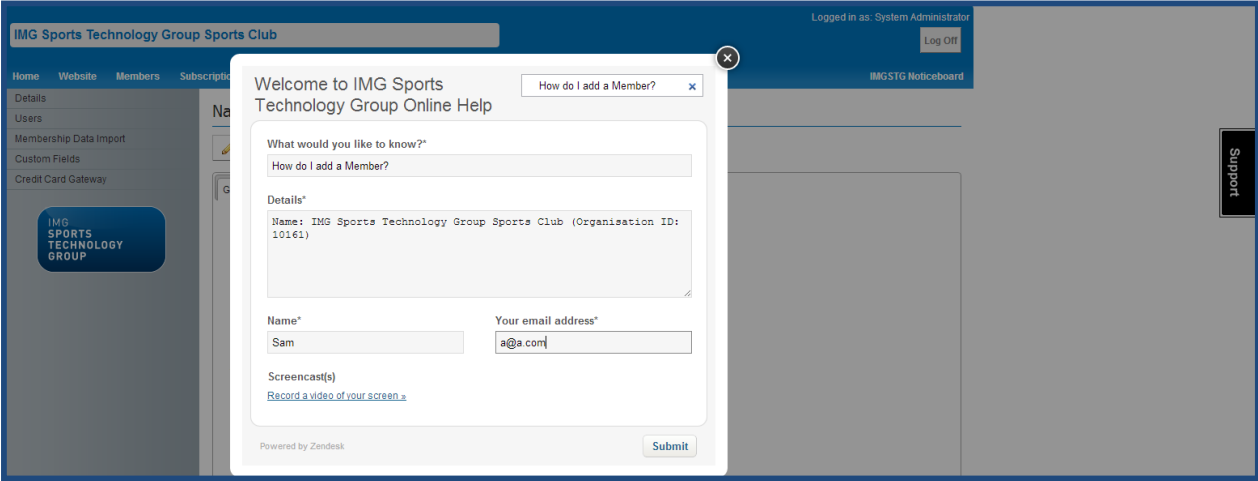 Logged in as: System Administrator
IMG Sports Technology Group Sports Club
Log Off
Home Website Members Subscriptio
IMGSTG Noticeboard
Details
Users
Membership Data Import
Custom Fields
Credit Card Gateway
IMG
SPORTS
TECHNOLOGY
GROUP
Na
G
Welcome to IMG Sports
Technology Group Online Help
How do I add a Member? x
What would you like to know?*
How do I add a Member?
Details*
Name: IMG Sports Technology Group Sports Club (Organisation ID:
10161)
Name* Your email address*
Sam a@a.com
Screencast(s)
Record a video of your screen »
Powered by Zendesk
Submit
Support